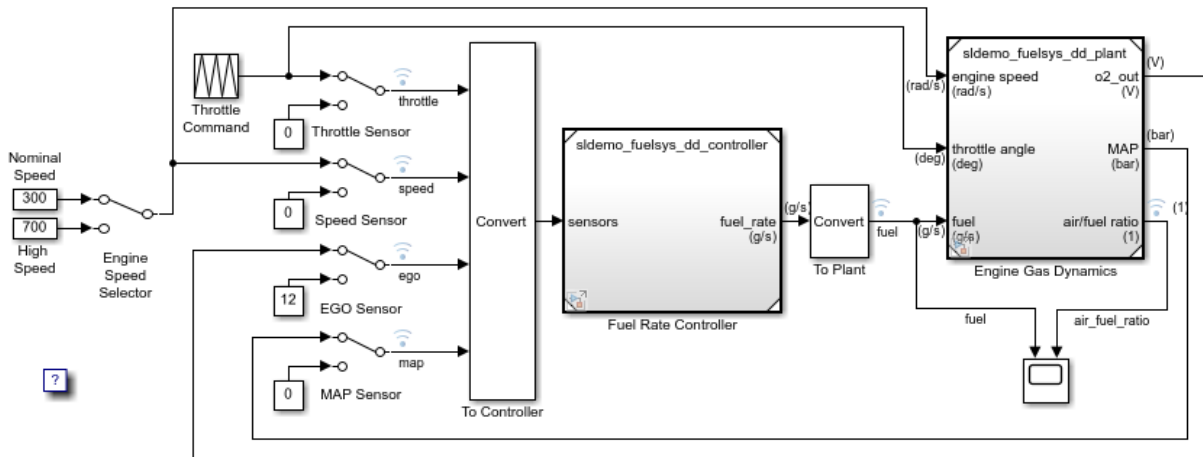 sldemo_fuelsys_dd_plant
(V)
engine speed
(rad/s)
(rad/s)
o2_out
(V)
Throttle
Command
throttle
0
Throttle Sensor
sldemo_fuelsys_dd_controller
(bar)
throttle angle
(deg)
(deg)
MAP
(bar)
Nominal
Speed
300
700
High
Speed
Engine
Speed
Selector
speed
0
Speed Sensor
Convert
sensors
fuel_rate
(g/s)
(g/s)
Convert
To Plant
fuel
(g/s)
fuel
(g/s)
air/fuel ratio
(1)
(1)
Engine Gas Dynamics
ego
12
EGO Sensor
Fuel Rate Controller
fuel
air_fuel_ratio
map
0
MAP Sensor
To Controller
?